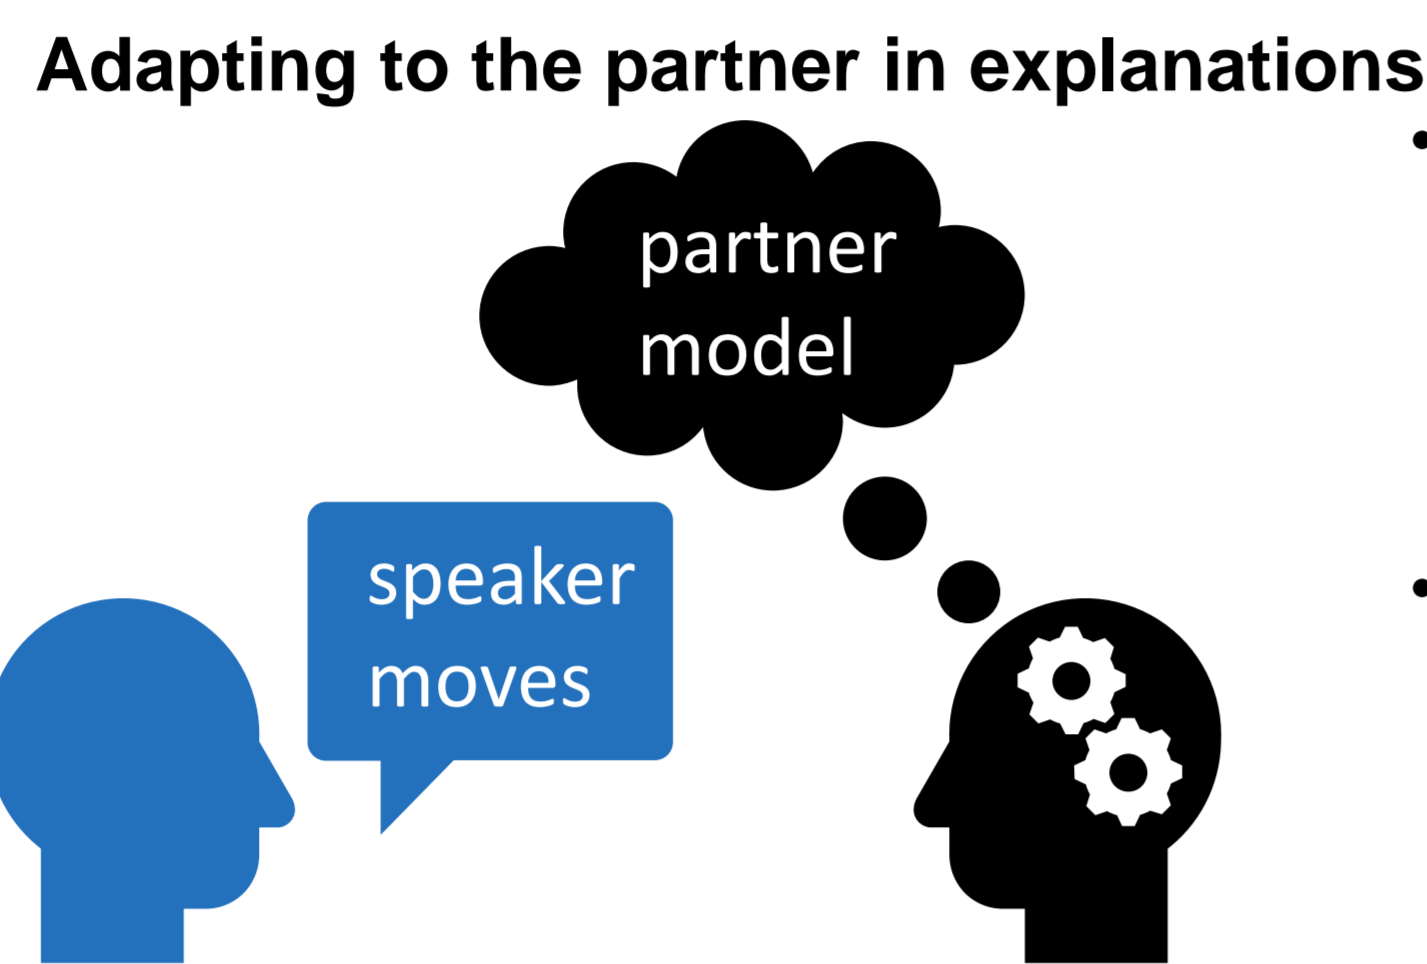 Adapting to the partner in explanations
partner
model
speaker
moves